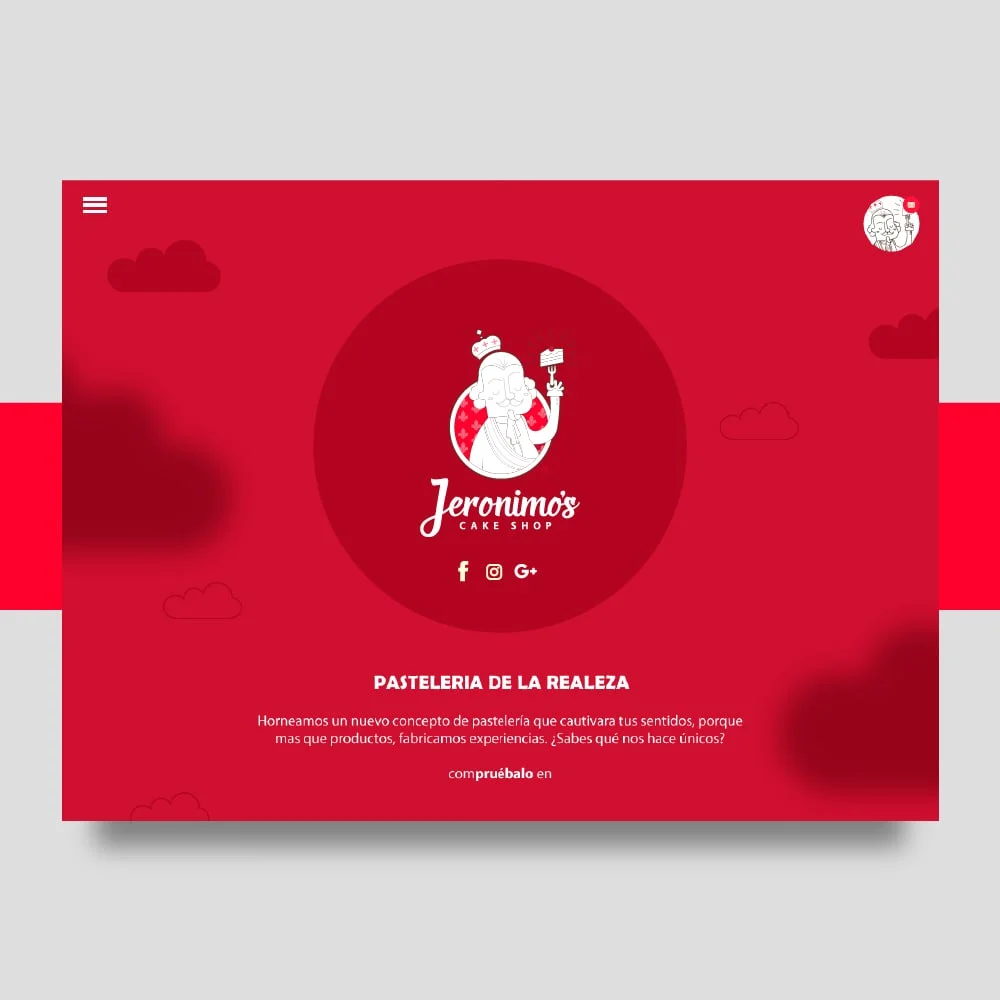 Jeronimo's
CAKE SHOP
f G+
PASTELERIA DE LA REALEZA
Horneamos un nuevo concepto de pastelería que cautivara tus sentidos, porque
mas que productos, fabricamos experiencias. ¿Sabes qué nos hace únicos?
compruébalo en